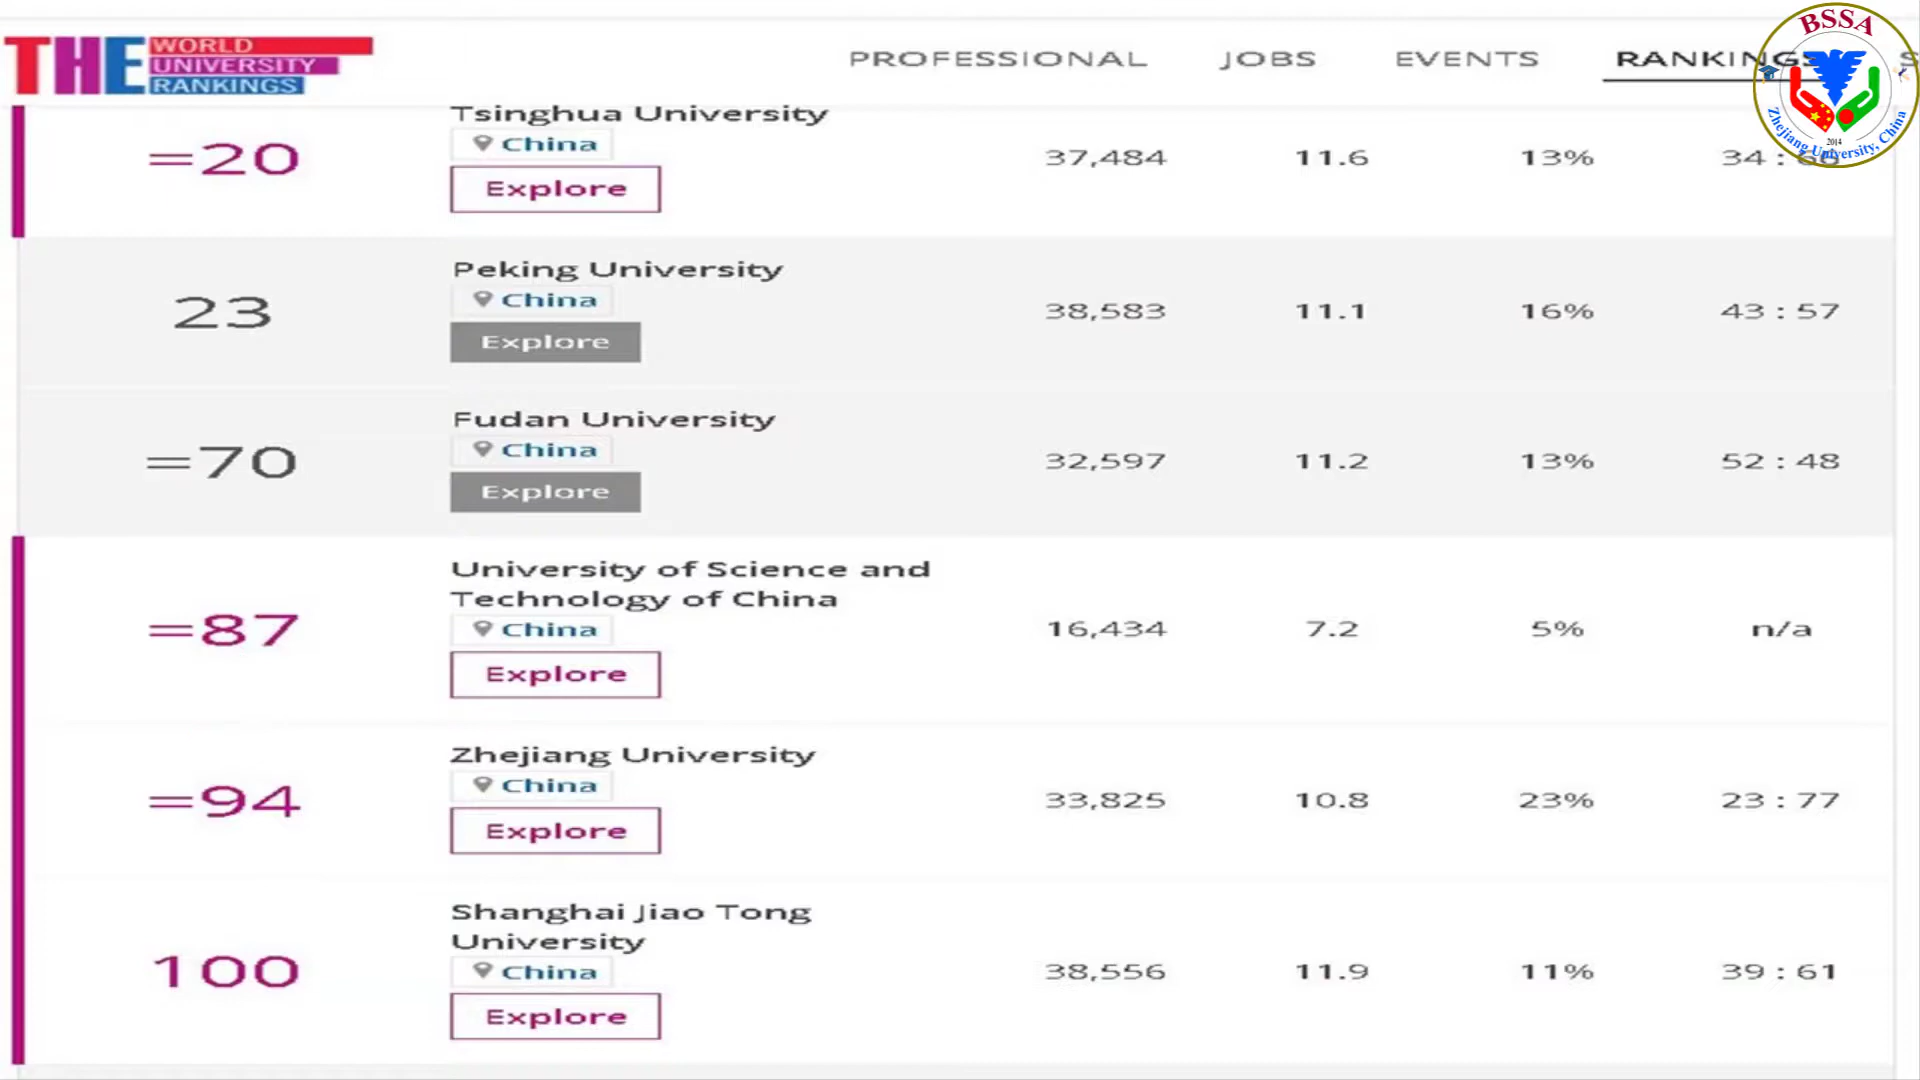 THE WORLD
UNIVERSITY
RANKINGS
PROFESSIONAL JOBS EVENTS RANKINGS
BSSA
Zhejiang University, China
2014
=20 Tsinghua University 37,484 11.6 13% 34 : 66
China
Explore
23 Peking University 38,583 11.1 16% 43 : 57
China
Explore
=70 Fudan University 32,597 11.2 13% 52 : 48
China
Explore
=87 University of Science and 16,434 7.2 5% n/a
Technology of China
China
Explore
=94 Zhejiang University 33,825 10.8 23% 23 : 77
China
Explore
100 Shanghai Jiao Tong 38,556 11.9 11% 39 : 61
University
China
Explore